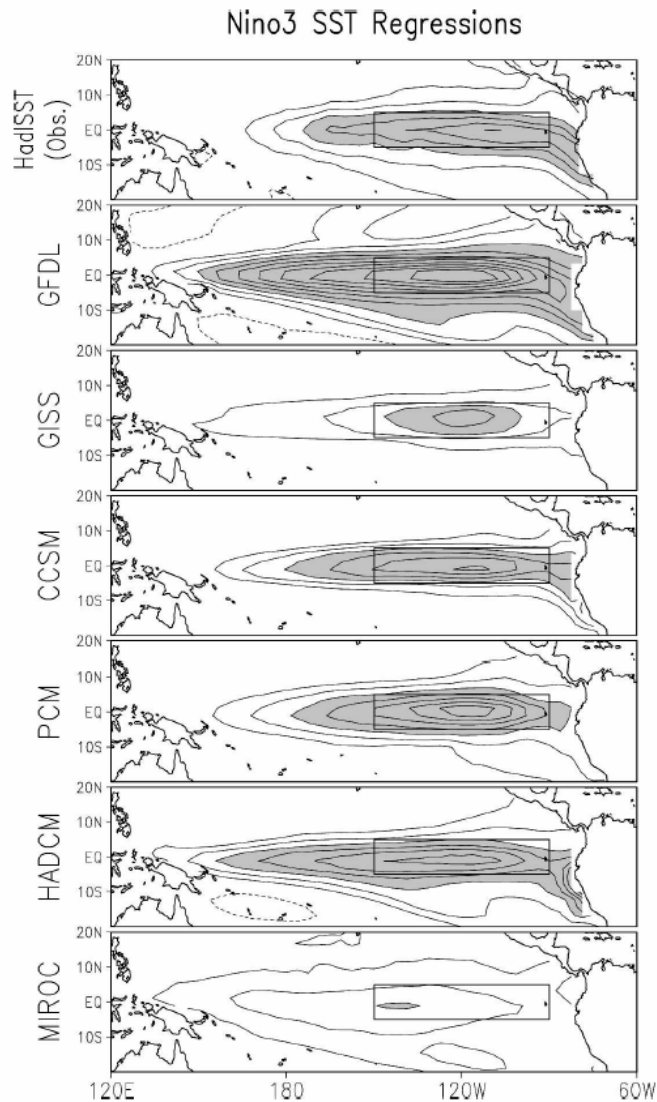 Nino3 SST Regressions
HadISST
(Obs.)
20N
10N
EQ
10S
GFDL
20N
10N
EQ
10S
GISS
20N
10N
EQ
10S
CCSM
20N
10N
EQ
10S
PCM
20N
10N
EQ
10S
HADCM
20N
10N
EQ
10S
MIROC
20N
10N
EQ
10S
120E 180 120W 60W